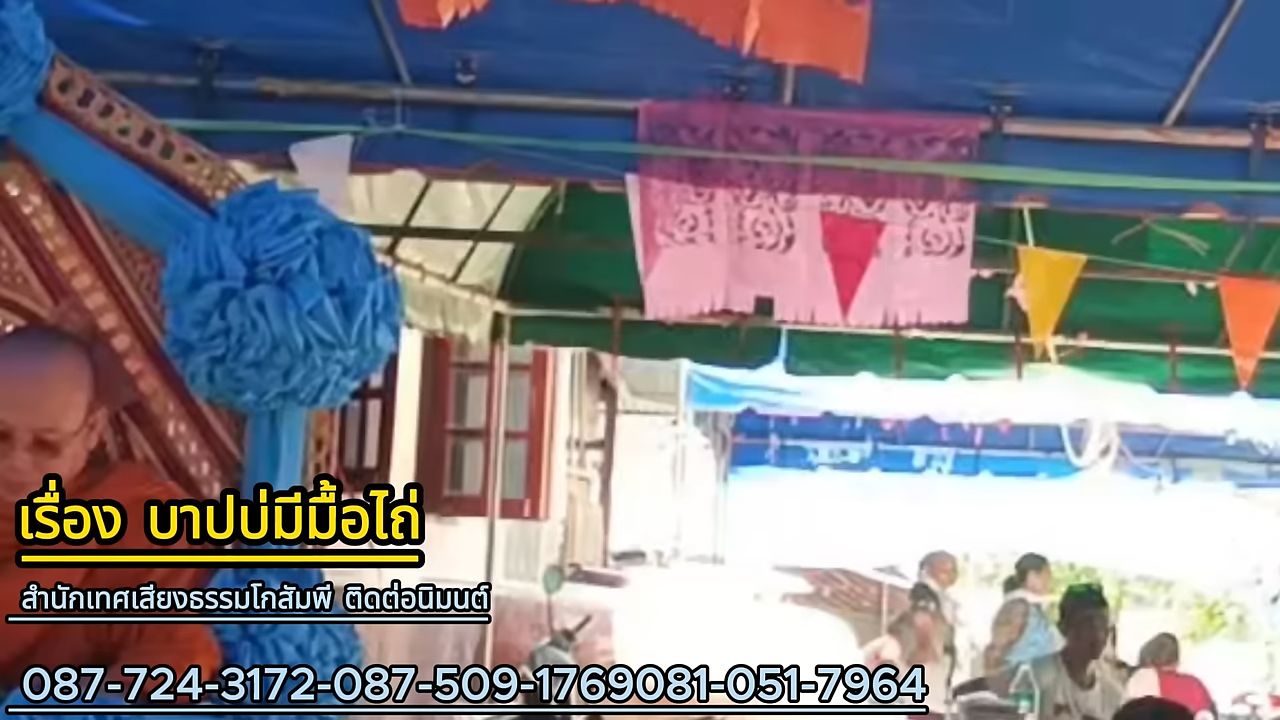 เรื่อง บาปบ่มีมื้อไถ่
สำนักเทศเสียงธรรมโกสัมพี ติดต่อนิมนต์
087-724-3172-087-509-1769081-051-7964